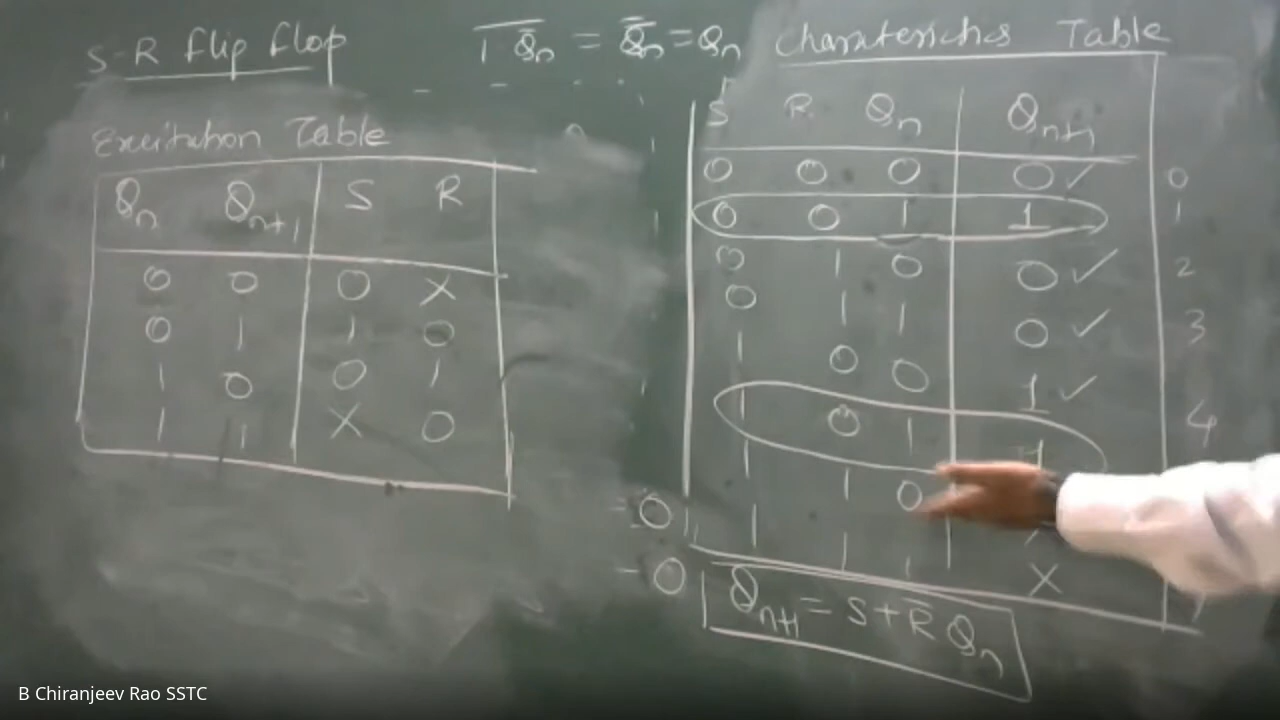 S-R flip flop
1 Q̅n = Q̿n = Qn
Charateristics Table
Excitation Table
Qn Qn+1 S R
0 0 0 X
0 1 1 0
1 0 0 1
1 1 X 0
S R Qn Qn+1
0 0 0 0 ✓ 0
0 0 1 1 1
0 1 0 0 ✓ 2
0 1 1 0 ✓ 3
1 0 0 1 ✓ 4
1 0 1 1
1 1 0
1 1 1 X
= 0
- 0
Qn+1 = S + R̅ Qn
B Chiranjeev Rao SSTC